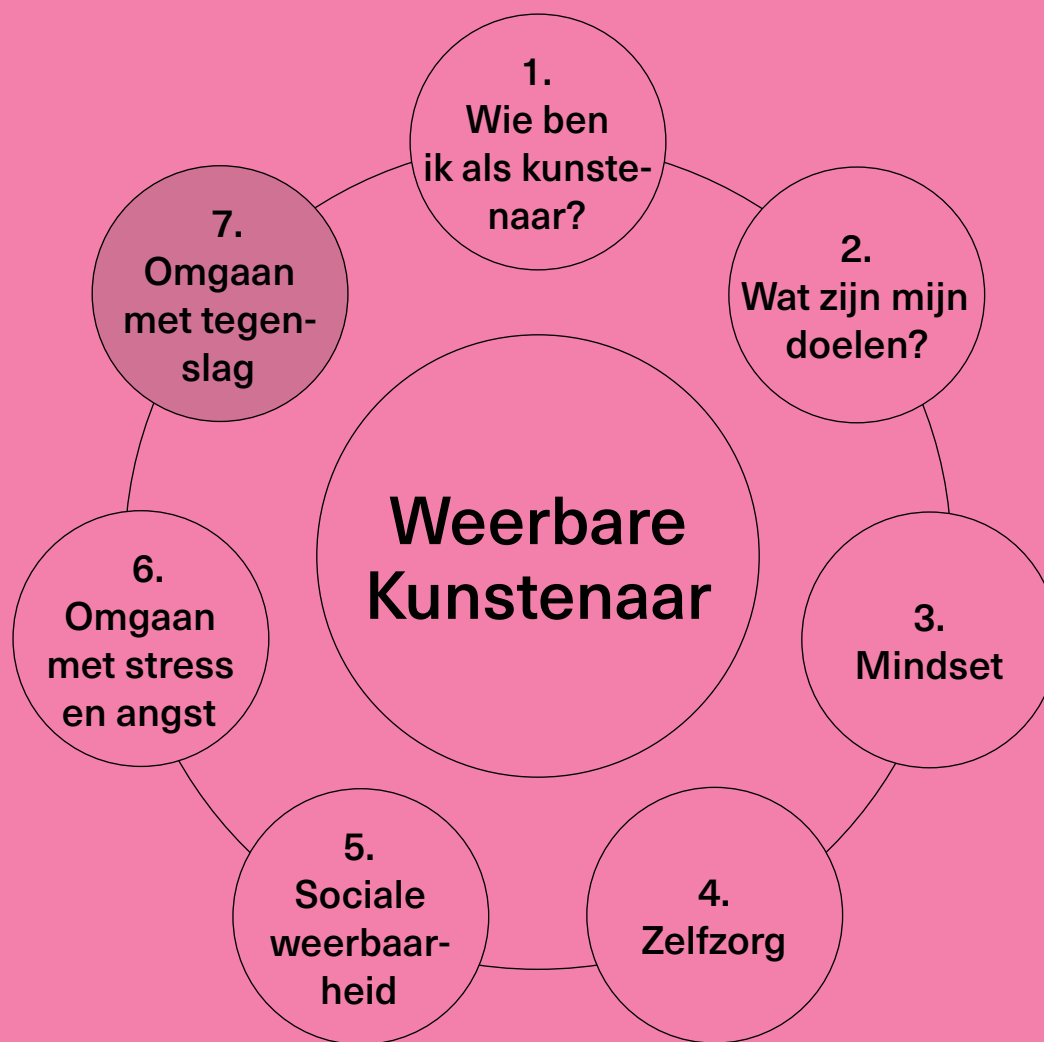 1.
Wie ben
ik als kunste-
naar?
2.
Wat zijn mijn
doelen?
3.
Mindset
4.
Zelfzorg
5.
Sociale
weerbaar-
heid
6.
Omgaan
met stress
en angst
7.
Omgaan
met tegen-
slag
Weerbare
Kunstenaar